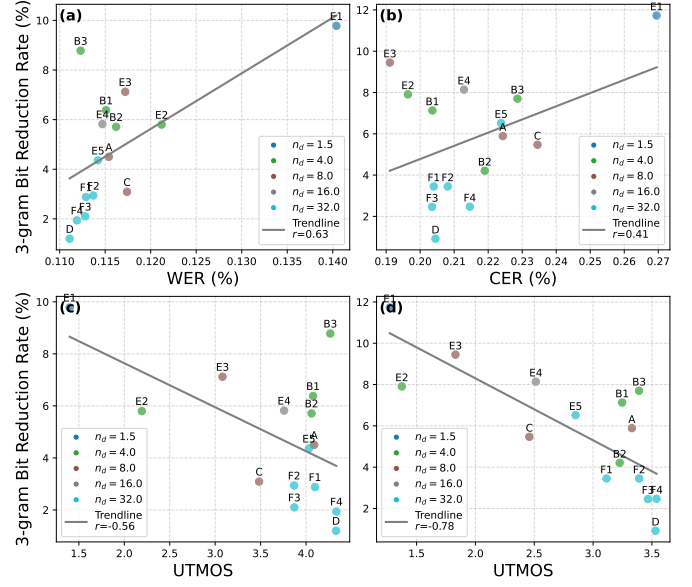 (a)
3-gram Bit Reduction Rate (%)
10
8
6
4
2
E1
B3
E3
B1
E4
B2
E2
A
E5
C
F1
F2
F3
F4
D
n_d = 1.5
n_d = 4.0
n_d = 8.0
n_d = 16.0
n_d = 32.0
Trendline
r=0.63
0.110 0.115 0.120 0.125 0.130 0.135 0.140
WER (%)
(b)
12
10
8
6
4
2
E1
E3
E2
E4
B1
B3
E5
A
C
B2
F1 F2
F3
F4
D
n_d = 1.5
n_d = 4.0
n_d = 8.0
n_d = 16.0
n_d = 32.0
Trendline
r=0.41
0.19 0.20 0.21 0.22 0.23 0.24 0.25 0.26 0.27
CER (%)
(c)
3-gram Bit Reduction Rate (%)
10
8
6
4
2
E1
B3
E3
B1
E4
B2
E2
A
E5
C
F2 F1
F3
F4
D
n_d = 1.5
n_d = 4.0
n_d = 8.0
n_d = 16.0
n_d = 32.0
Trendline
r=-0.56
1.5 2.0 2.5 3.0 3.5 4.0
UTMOS
(d)
12
10
8
6
4
2
E1
E3
E4
E2
B3
B1
E5
A
C
B2
F1 F2
F3 F4
D
n_d = 1.5
n_d = 4.0
n_d = 8.0
n_d = 16.0
n_d = 32.0
Trendline
r=-0.78
1.5 2.0 2.5 3.0 3.5
UTMOS